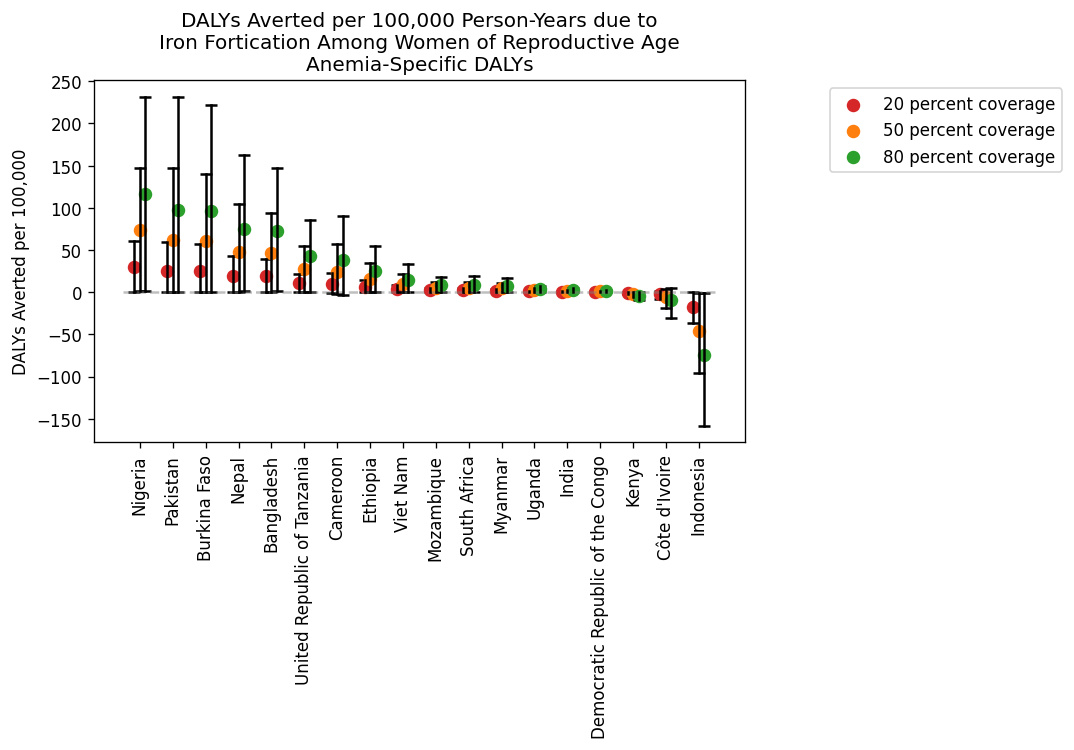 DALYs Averted per 100,000 Person-Years due to
Iron Fortication Among Women of Reproductive Age
Anemia-Specific DALYs
DALYs Averted per 100,000
250
200
150
100
50
0
−50
−100
−150
20 percent coverage
50 percent coverage
80 percent coverage
Nigeria
Pakistan
Burkina Faso
Nepal
Bangladesh
United Republic of Tanzania
Cameroon
Ethiopia
Viet Nam
Mozambique
South Africa
Myanmar
Uganda
India
Democratic Republic of the Congo
Kenya
Côte d'Ivoire
Indonesia